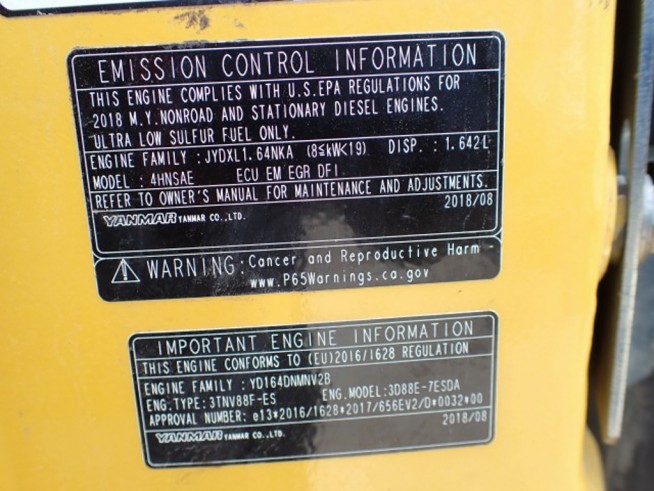 EMISSION CONTROL INFORMATION
THIS ENGINE COMPLIES WITH U.S.EPA REGULATIONS FOR
2018 M.Y.NONROAD AND STATIONARY DIESEL ENGINES.
ULTRA LOW SULFUR FUEL ONLY.
ENGINE FAMILY : JYDXL1.64NKA (8≤kW<19) DISP. : 1.642L
MODEL : 4HNSAE ECU EM EGR DFI
REFER TO OWNER'S MANUAL FOR MAINTENANCE AND ADJUSTMENTS.
2018/08
YANMAR YANMAR CO.,LTD.
WARNING: Cancer and Reproductive Harm -
www.P65Warnings.ca.gov
IMPORTANT ENGINE INFORMATION
THIS ENGINE CONFORMS TO (EU)2016/1628 REGULATION
ENGINE FAMILY : YD164DNMNV2B
ENG.TYPE: 3TNV88F-ES ENG.MODEL: 3D88E-7ESDA
APPROVAL NUMBER: e13*2016/1628*2017/656EV2/D*0032*00
2018/08
YANMAR YANMAR CO.,LTD.